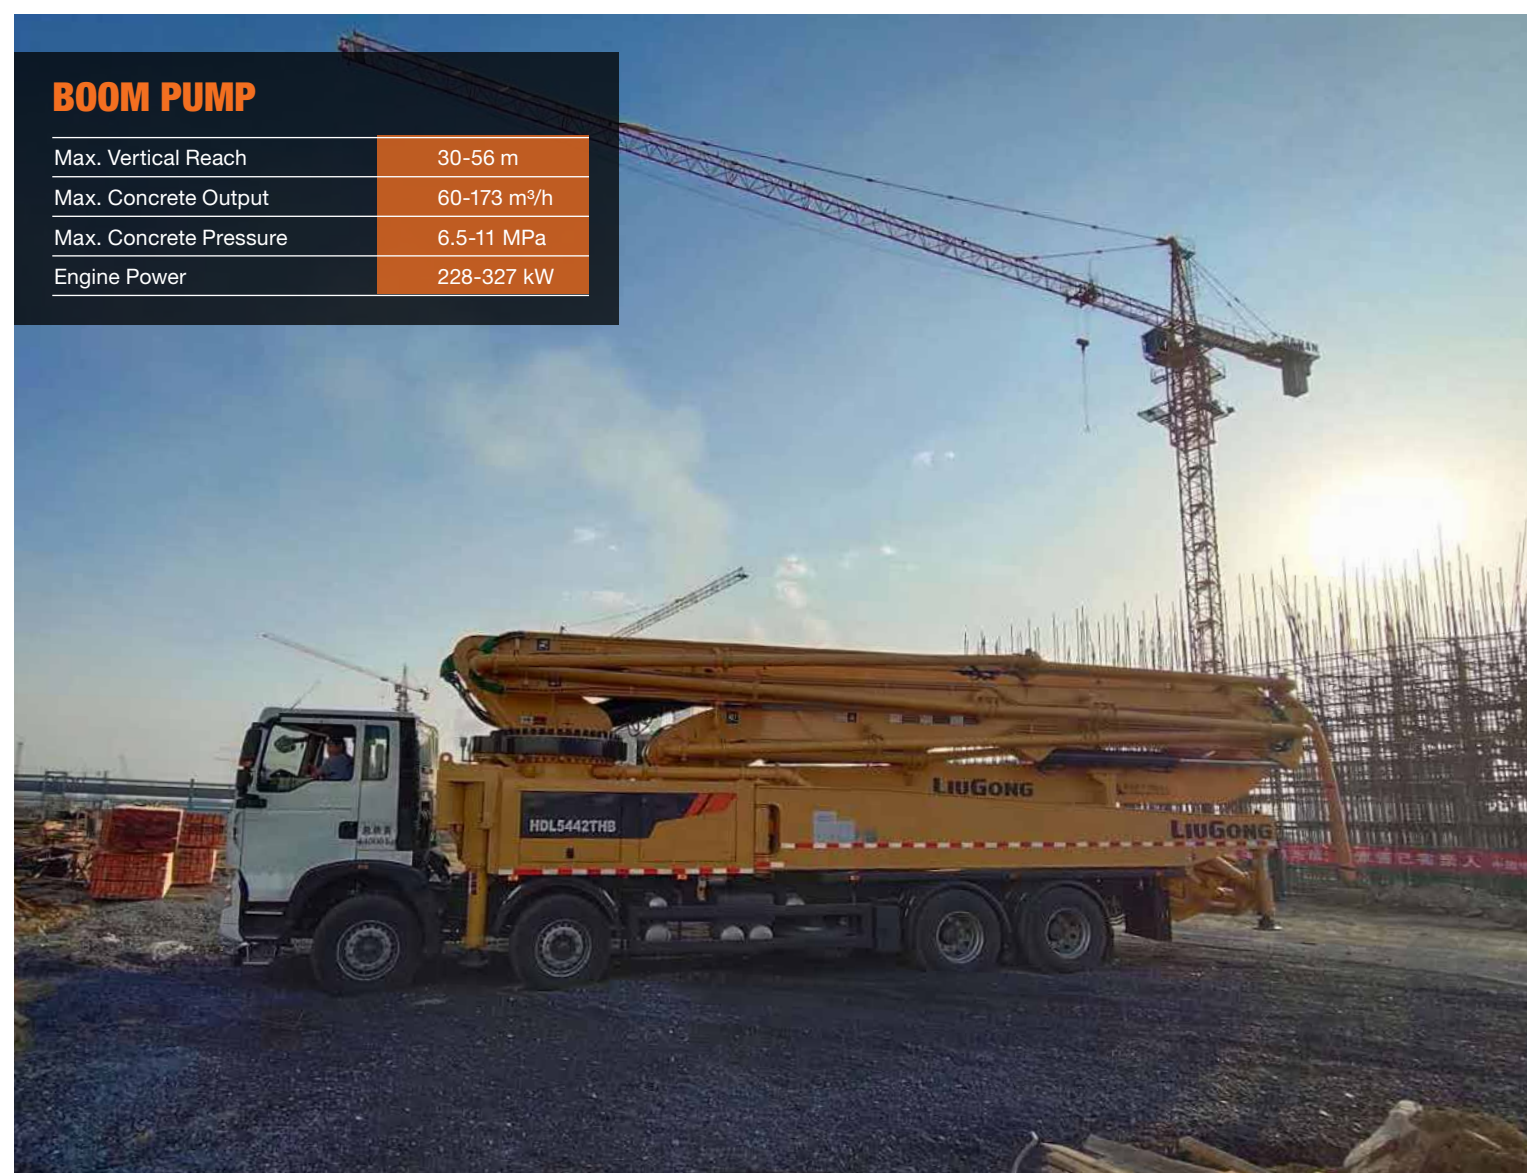 BOOM PUMP
Max. Vertical Reach 30-56 m
Max. Concrete Output 60-173 m³/h
Max. Concrete Pressure 6.5-11 MPa
Engine Power 228-327 kW
LIUGONG
HDL5442THB
LIUGONG